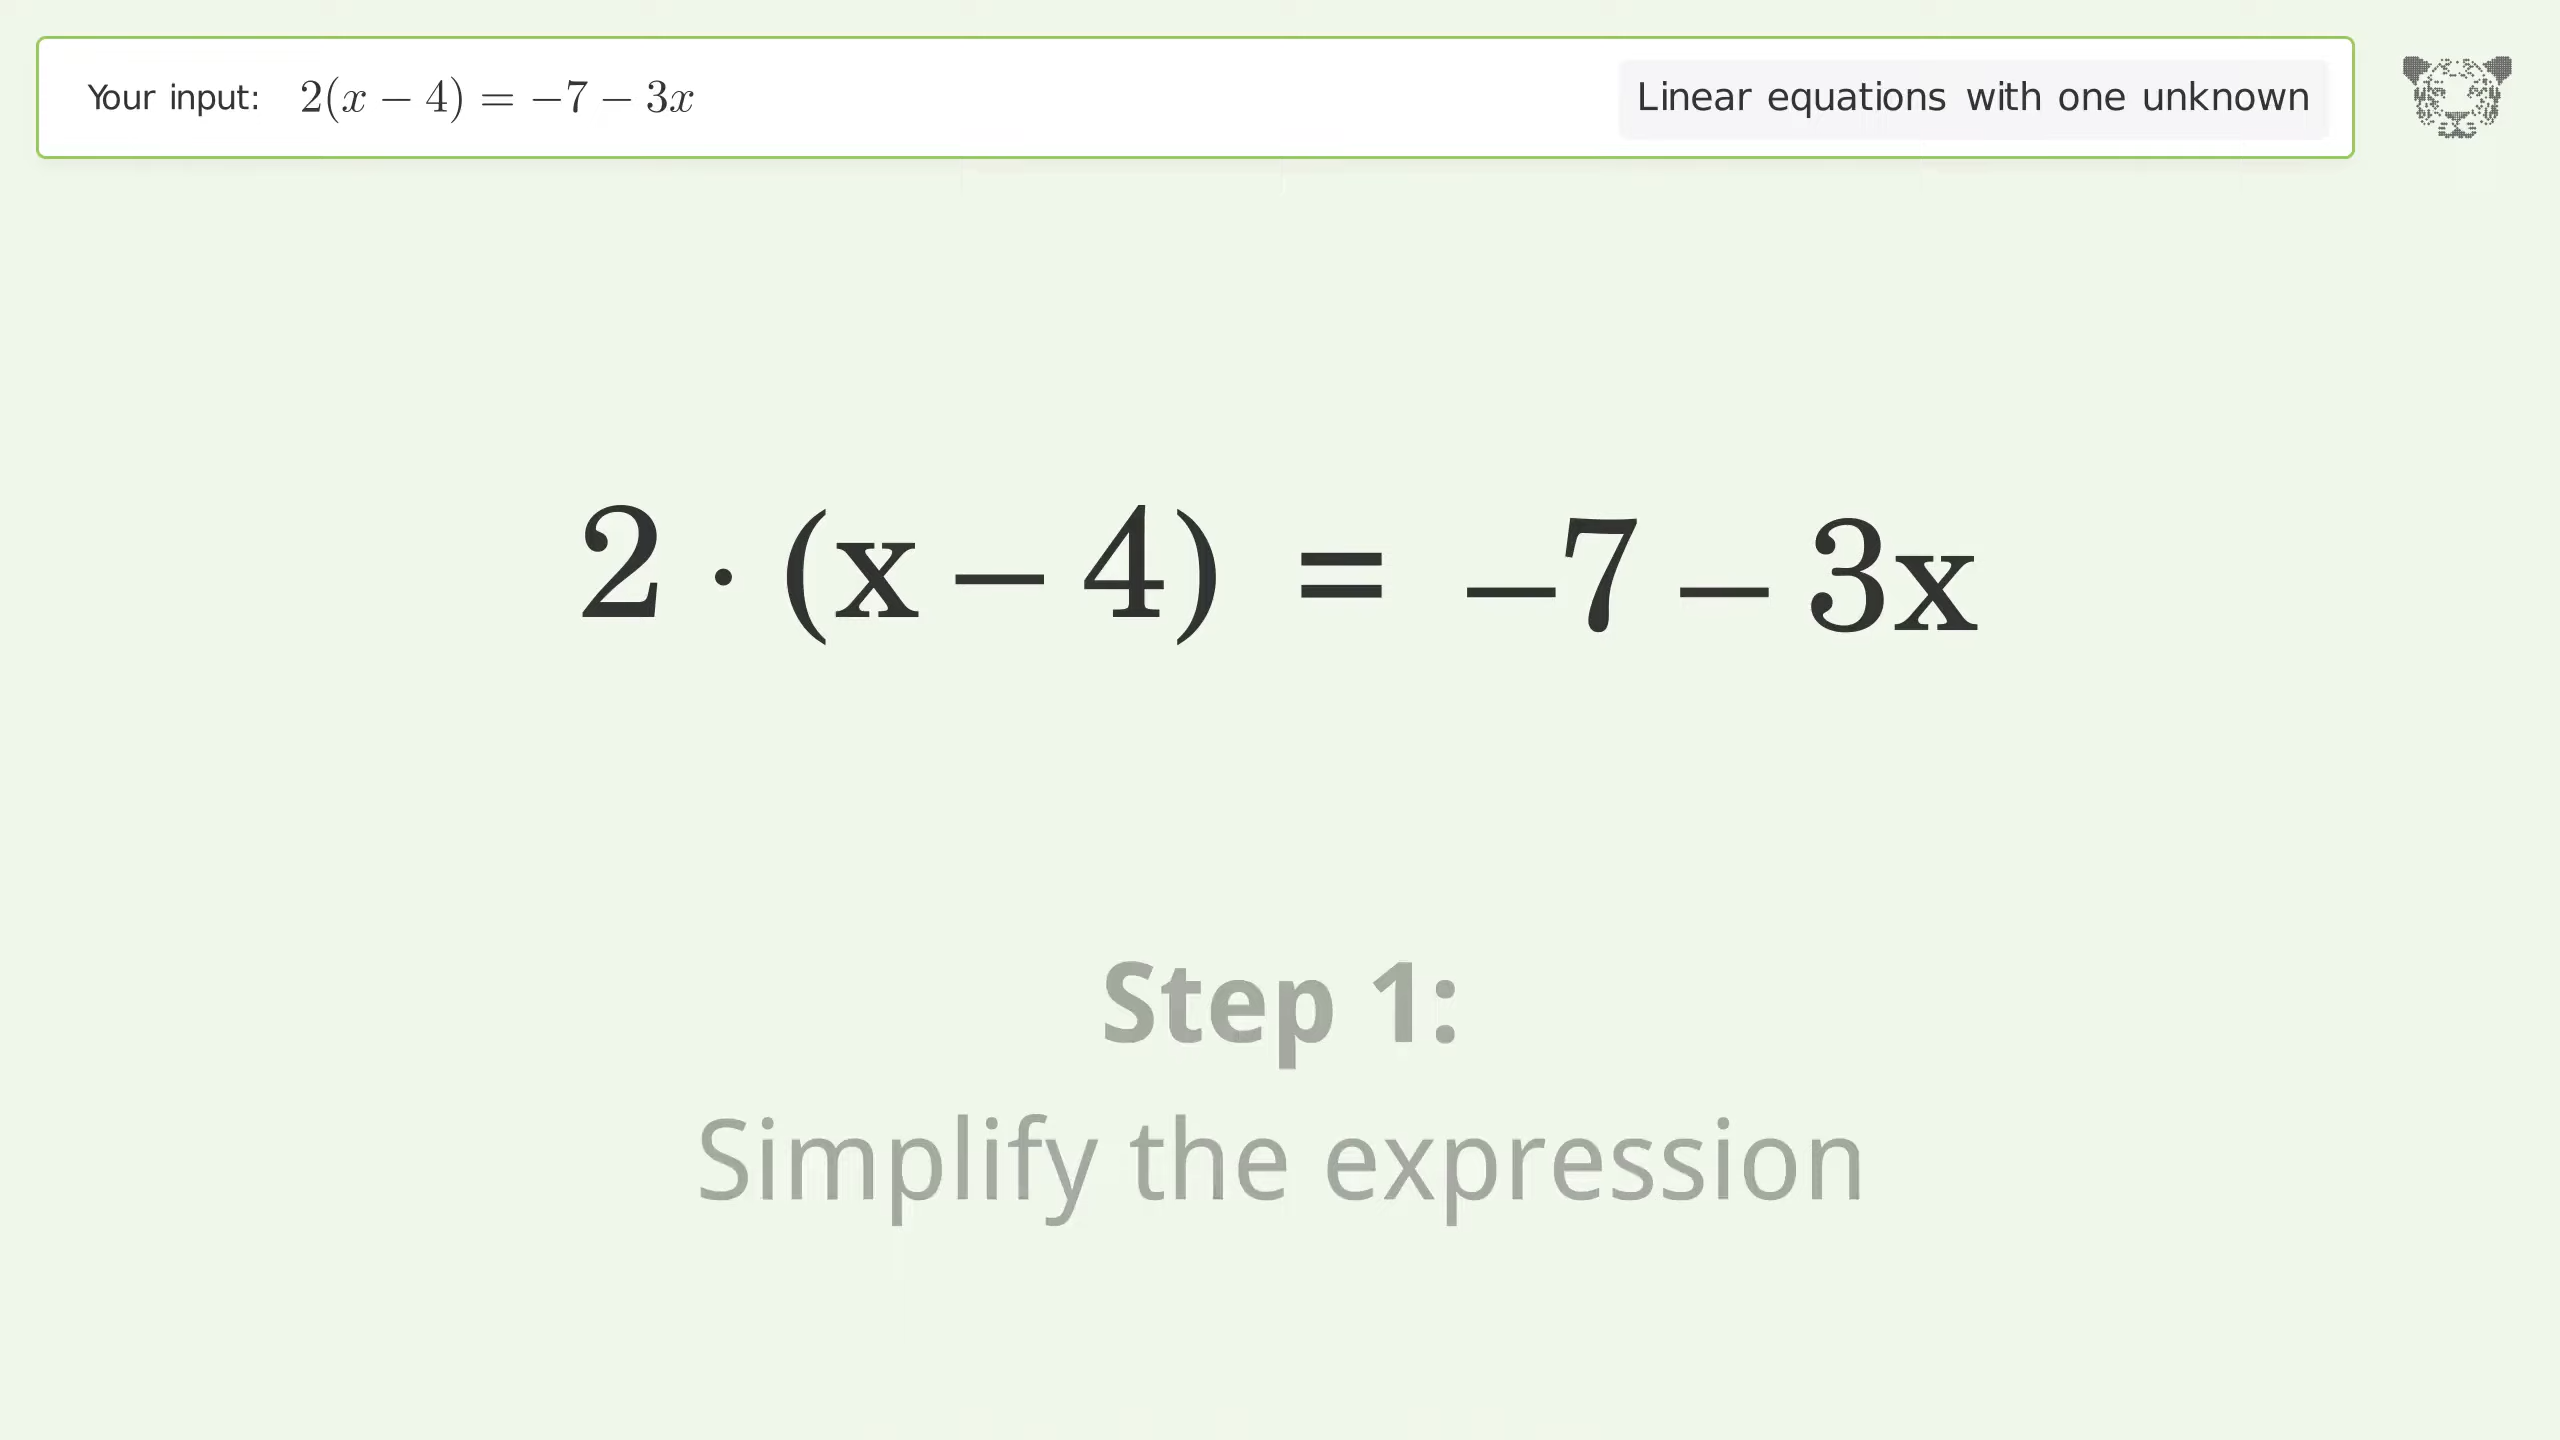 Your input: 2(x − 4) = −7 − 3x
Linear equations with one unknown
2 · (x – 4) = –7 – 3x
Step 1:
Simplify the expression